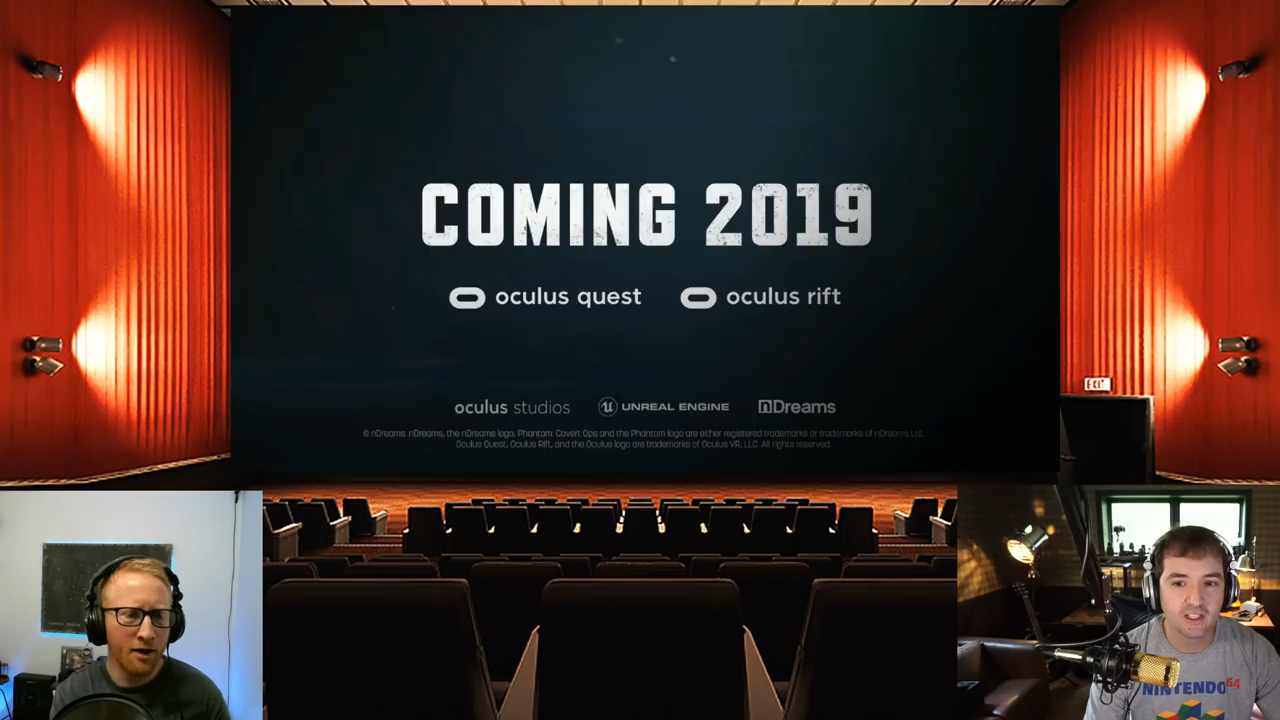 COMING 2019
oculus quest oculus rift
oculus studios UNREAL ENGINE nDreams
© nDreams. nDreams, the nDreams logo, Phantom: Covert Ops and the Phantom logo are either registered trademarks or trademarks of nDreams Ltd.
Oculus Quest, Oculus Rift, and the Oculus logo are trademarks of Oculus VR, LLC. All rights reserved.
EXIT
NINTENDO 64